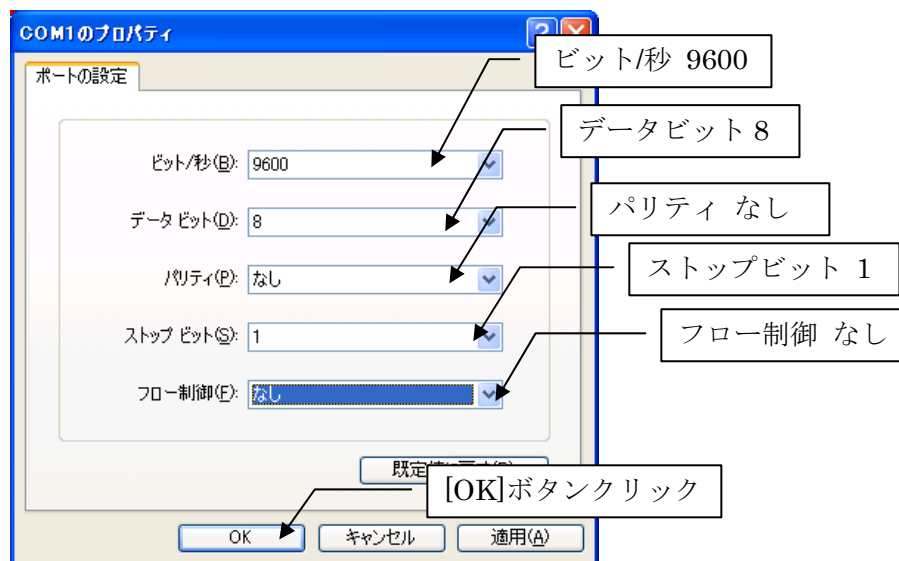 COM1のプロパティ
ビット/秒 9600
ポートの設定
データビット 8
ビット/秒(B): 9600
パリティ なし
データ ビット(D): 8
ストップビット 1
パリティ(P): なし
フロー制御 なし
ストップ ビット(S): 1
フロー制御(F): なし
[OK]ボタンクリック
OK
キャンセル
適用(A)